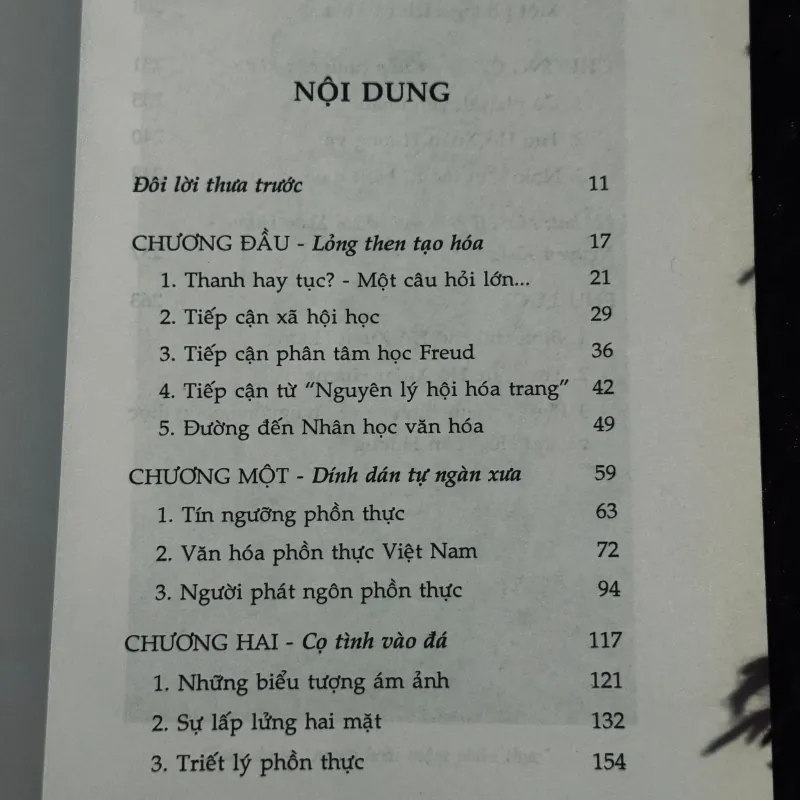 NỘI DUNG
Đôi lời thưa trước 11
CHƯƠNG ĐẦU - Lỏng then tạo hóa 17
1. Thanh hay tục? - Một câu hỏi lớn... 21
2. Tiếp cận xã hội học 29
3. Tiếp cận phân tâm học Freud 36
4. Tiếp cận từ “Nguyên lý hội hóa trang” 42
5. Đường đến Nhân học văn hóa 49
CHƯƠNG MỘT - Dính dán tự ngàn xưa 59
1. Tín ngưỡng phồn thực 63
2. Văn hóa phồn thực Việt Nam 72
3. Người phát ngôn phồn thực 94
CHƯƠNG HAI - Cọ tình vào đá 117
1. Những biểu tượng ám ảnh 121
2. Sự lấp lửng hai mặt 132
3. Triết lý phồn thực 154